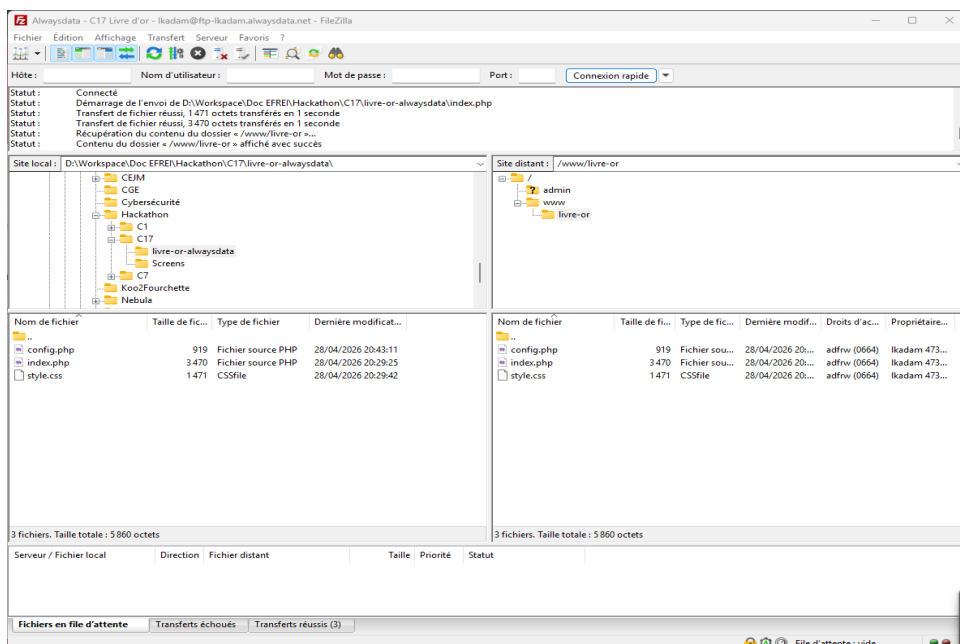 Alwaysdata - C17 Livre d'or - lkadam@ftp-lkadam.alwaysdata.net - FileZilla
Fichier Édition Affichage Transfert Serveur Favoris ?
Hôte : Nom d'utilisateur : Mot de passe : Port : Connexion rapide
Statut : Connecté
Statut : Démarrage de l'envoi de D:\Workspace\Doc EFREI\Hackathon\C17\livre-or-alwaysdata\index.php
Statut : Transfert de fichier réussi, 1 471 octets transférés en 1 seconde
Statut : Transfert de fichier réussi, 3 470 octets transférés en 1 seconde
Statut : Récupération du contenu du dossier « /www/livre-or »...
Statut : Contenu du dossier « /www/livre-or » affiché avec succès
Site local : D:\Workspace\Doc EFREI\Hackathon\C17\livre-or-alwaysdata\
CEJM
CGE
Cybersécurité
Hackathon
C1
C17
livre-or-alwaysdata
Screens
C7
Koo2Fourchette
Nebula
Site distant : /www/livre-or
/
admin
www
livre-or
Nom de fichier Taille de fic... Type de fichier Dernière modificat...
..
config.php 919 Fichier source PHP 28/04/2026 20:43:11
index.php 3 470 Fichier source PHP 28/04/2026 20:29:25
style.css 1 471 CSSfile 28/04/2026 20:29:42
3 fichiers. Taille totale : 5 860 octets
Nom de fichier Taille de fi... Type de fic... Dernière modif... Droits d'ac... Propriétaire...
..
config.php 919 Fichier sou... 28/04/2026 20:... adfrw (0664) lkadam 473...
index.php 3 470 Fichier sou... 28/04/2026 20:... adfrw (0664) lkadam 473...
style.css 1 471 CSSfile 28/04/2026 20:... adfrw (0664) lkadam 473...
3 fichiers. Taille totale : 5 860 octets
Serveur / Fichier local Direction Fichier distant Taille Priorité Statut
Fichiers en file d'attente Transferts échoués Transferts réussis (3)
File d'attente : vide